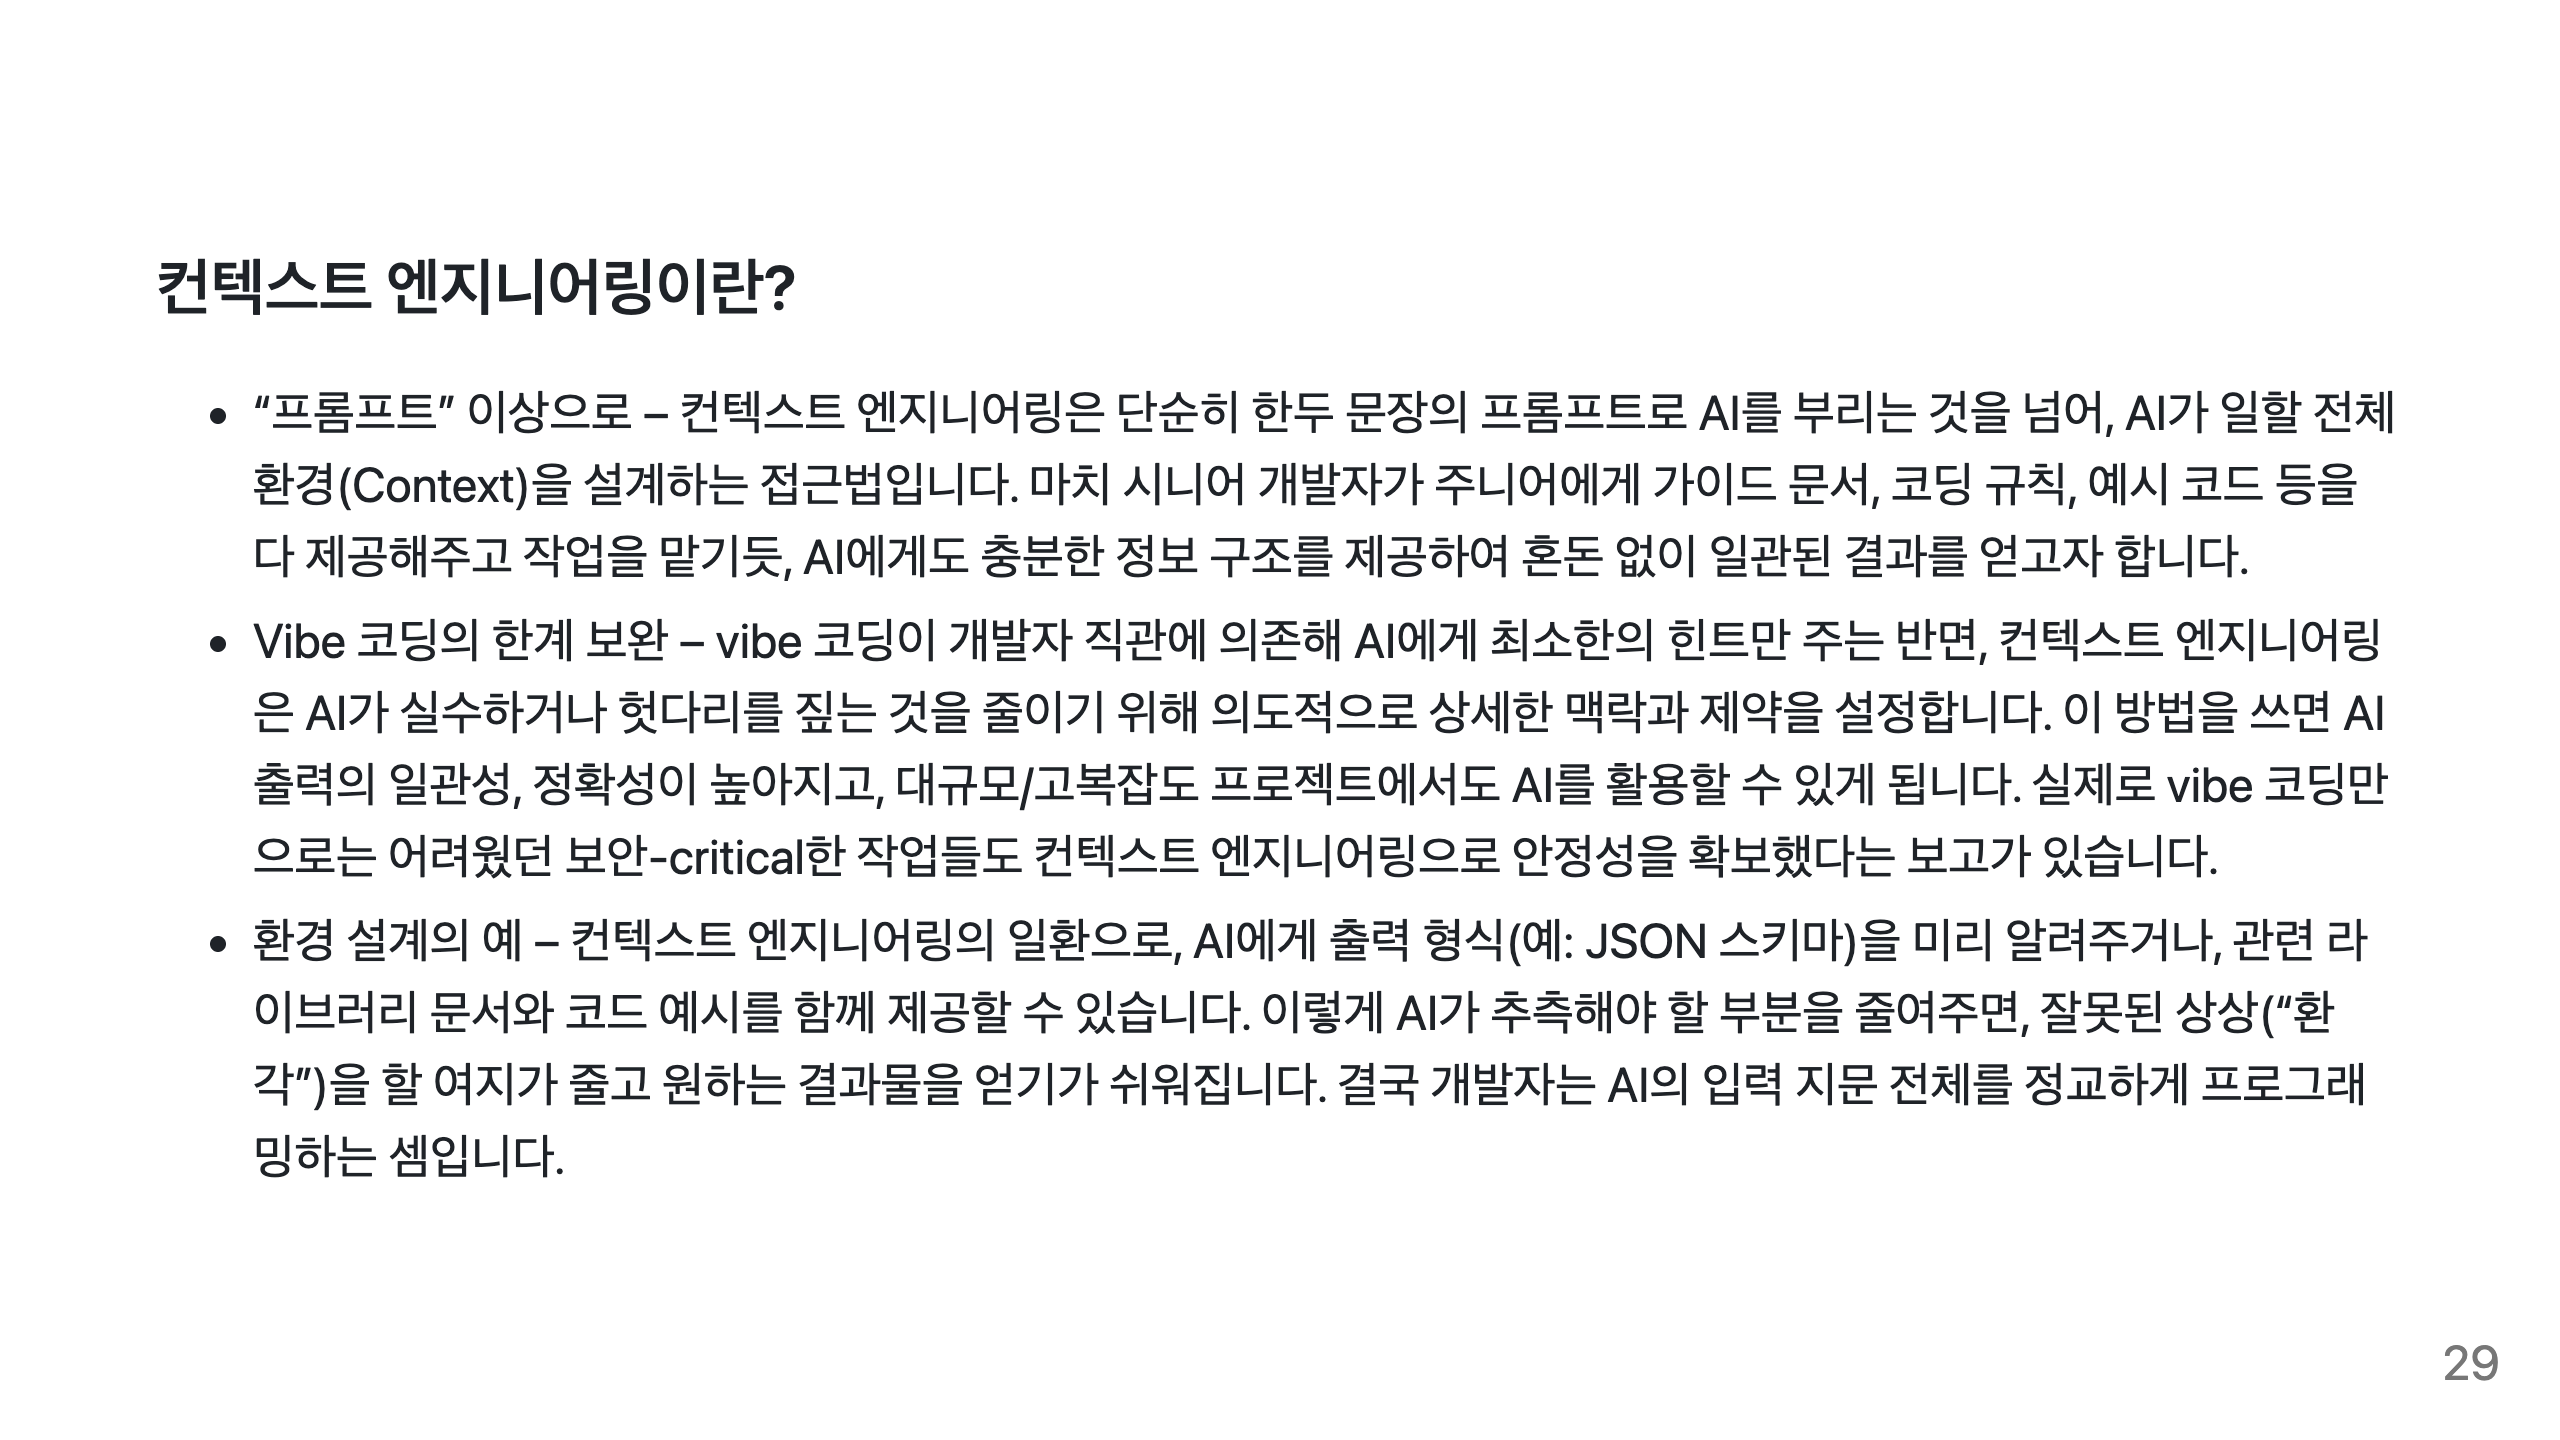 컨텍스트 엔지니어링이란?
• “프롬프트” 이상으로 – 컨텍스트 엔지니어링은 단순히 한두 문장의 프롬프트로 AI를 부리는 것을 넘어, AI가 일할 전체
환경(Context)을 설계하는 접근법입니다. 마치 시니어 개발자가 주니어에게 가이드 문서, 코딩 규칙, 예시 코드 등을
다 제공해주고 작업을 맡기듯, AI에게도 충분한 정보 구조를 제공하여 혼돈 없이 일관된 결과를 얻고자 합니다.
• Vibe 코딩의 한계 보완 – vibe 코딩이 개발자 직관에 의존해 AI에게 최소한의 힌트만 주는 반면, 컨텍스트 엔지니어링
은 AI가 실수하거나 헛다리를 짚는 것을 줄이기 위해 의도적으로 상세한 맥락과 제약을 설정합니다. 이 방법을 쓰면 AI
출력의 일관성, 정확성이 높아지고, 대규모/고복잡도 프로젝트에서도 AI를 활용할 수 있게 됩니다. 실제로 vibe 코딩만
으로는 어려웠던 보안-critical한 작업들도 컨텍스트 엔지니어링으로 안정성을 확보했다는 보고가 있습니다.
• 환경 설계의 예 – 컨텍스트 엔지니어링의 일환으로, AI에게 출력 형식(예: JSON 스키마)을 미리 알려주거나, 관련 라
이브러리 문서와 코드 예시를 함께 제공할 수 있습니다. 이렇게 AI가 추측해야 할 부분을 줄여주면, 잘못된 상상(“환
각”)을 할 여지가 줄고 원하는 결과물을 얻기가 쉬워집니다. 결국 개발자는 AI의 입력 지문 전체를 정교하게 프로그래
밍하는 셈입니다.
29